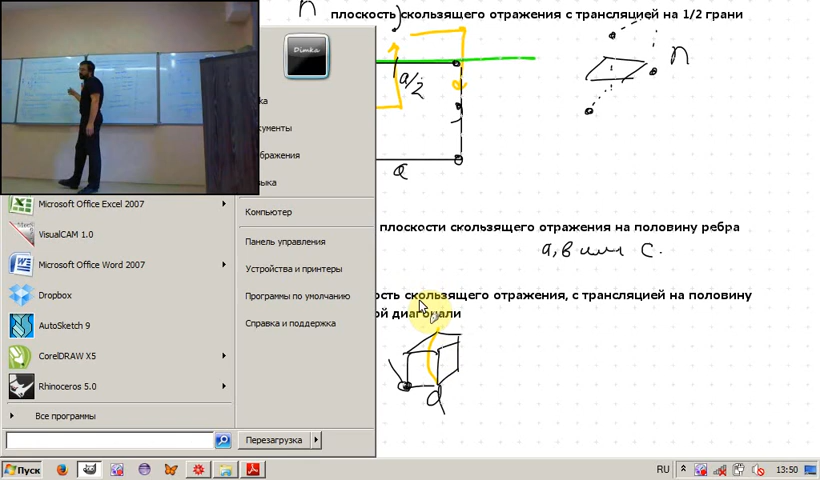 n плоскость скользящего отражения с трансляцией на 1/2 грани
Dimka
n
a/2
a
ка
кументы
ображения
зыка
Microsoft Office Excel 2007
Компьютер
VisualCAM 1.0
плоскости скользящего отражения на половину ребра
Панель управления
a, в или с.
Microsoft Office Word 2007
Устройства и принтеры
Dropbox
Программы по умолчанию
ость скользящего отражения, с трансляцией на половину
ой диагонали
AutoSketch 9
Справка и поддержка
CorelDRAW X5
Rhinoceros 5.0
d
Все программы
Перезагрузка
Пуск
RU
13:50